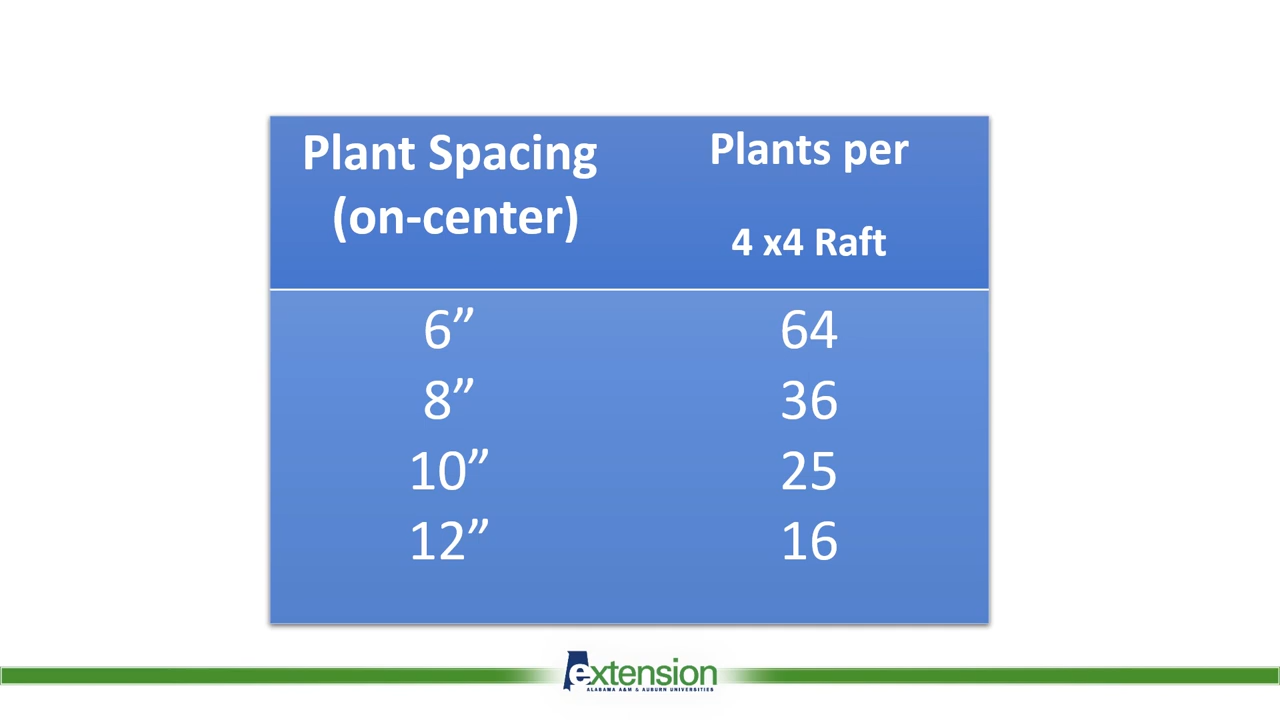 Plant Spacing
(on-center)
Plants per
4 x4 Raft
6” 64
8” 36
10” 25
12” 16
extension
ALABAMA A&M & AUBURN UNIVERSITIES